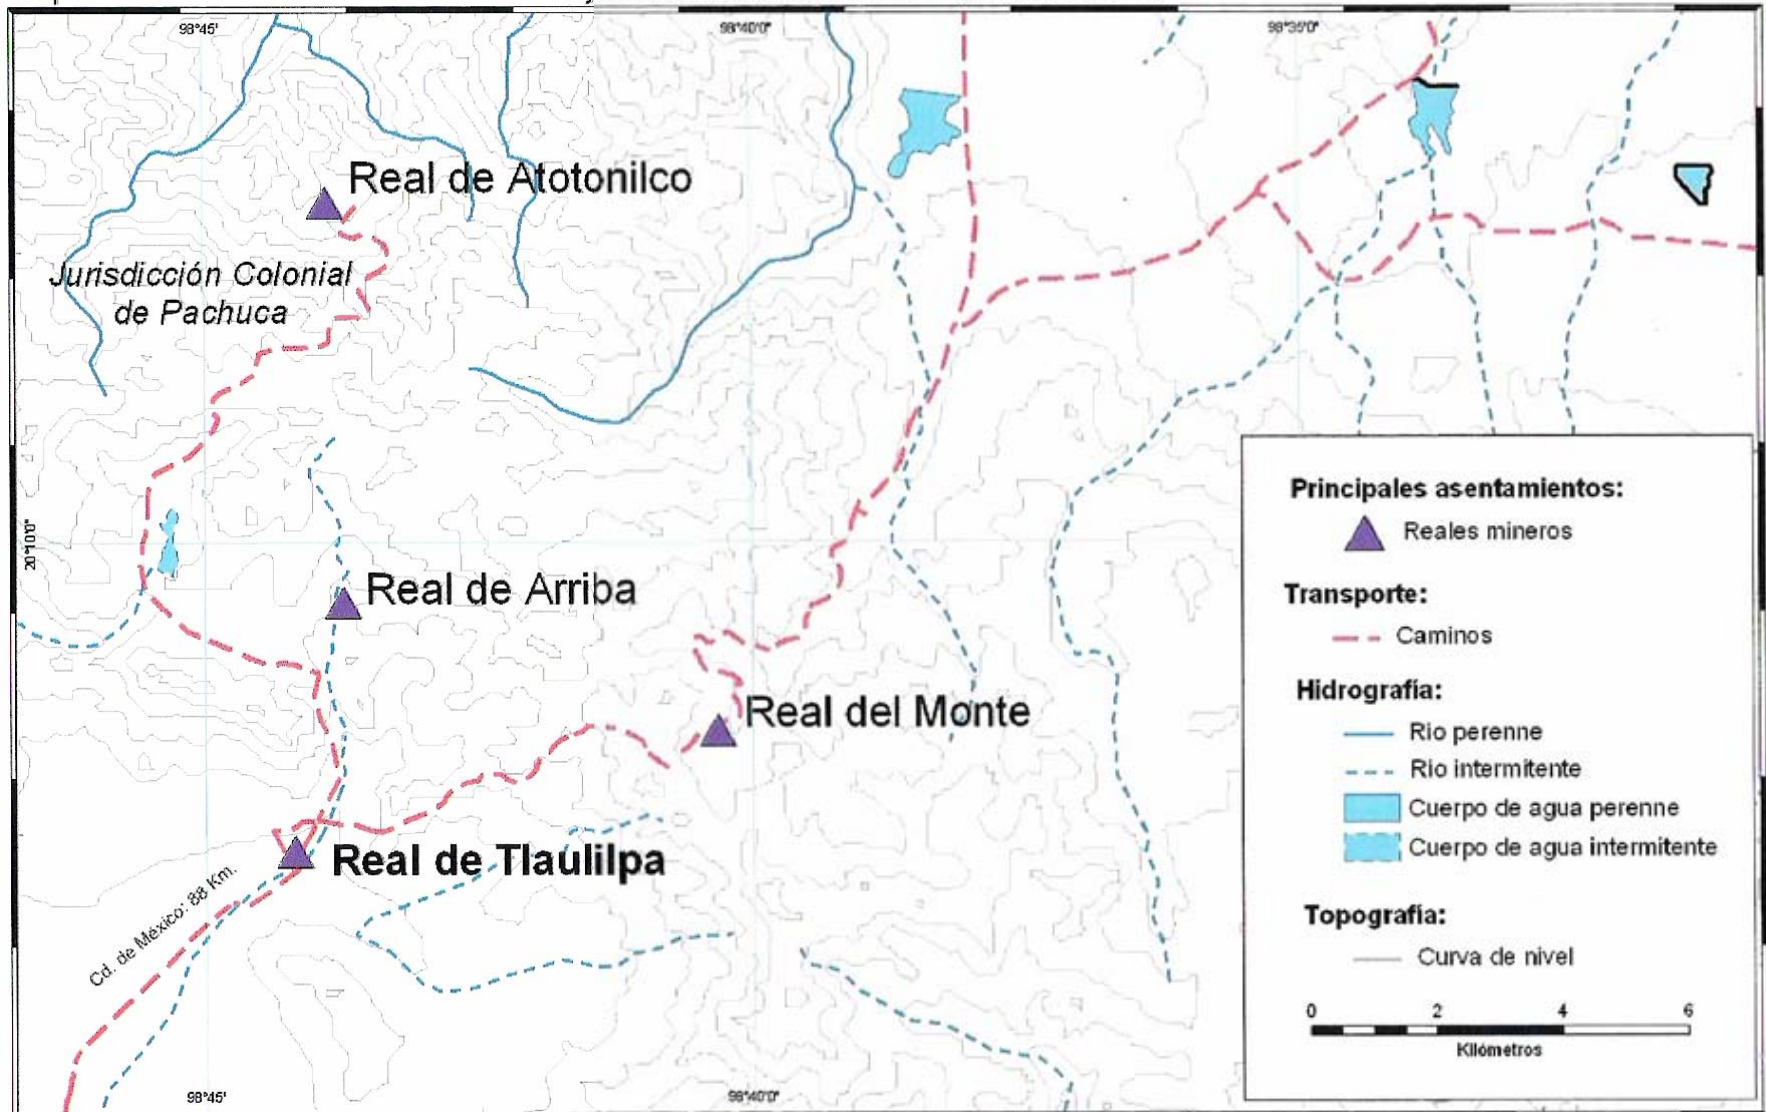 98°45'
98°40'0"
98°35'0"
Real de Atotonilco
Jurisdicción Colonial
de Pachuca
20°10'0"
Real de Arriba
Real del Monte
Real de Tlaulilpa
Cd. de México: 88 Km.
98°45'
98°40'0"
Principales asentamientos:
Reales mineros
Transporte:
Caminos
Hidrografía:
Rio perenne
Rio intermitente
Cuerpo de agua perenne
Cuerpo de agua intermitente
Topografía:
Curva de nivel
0 2 4 6
Kilómetros